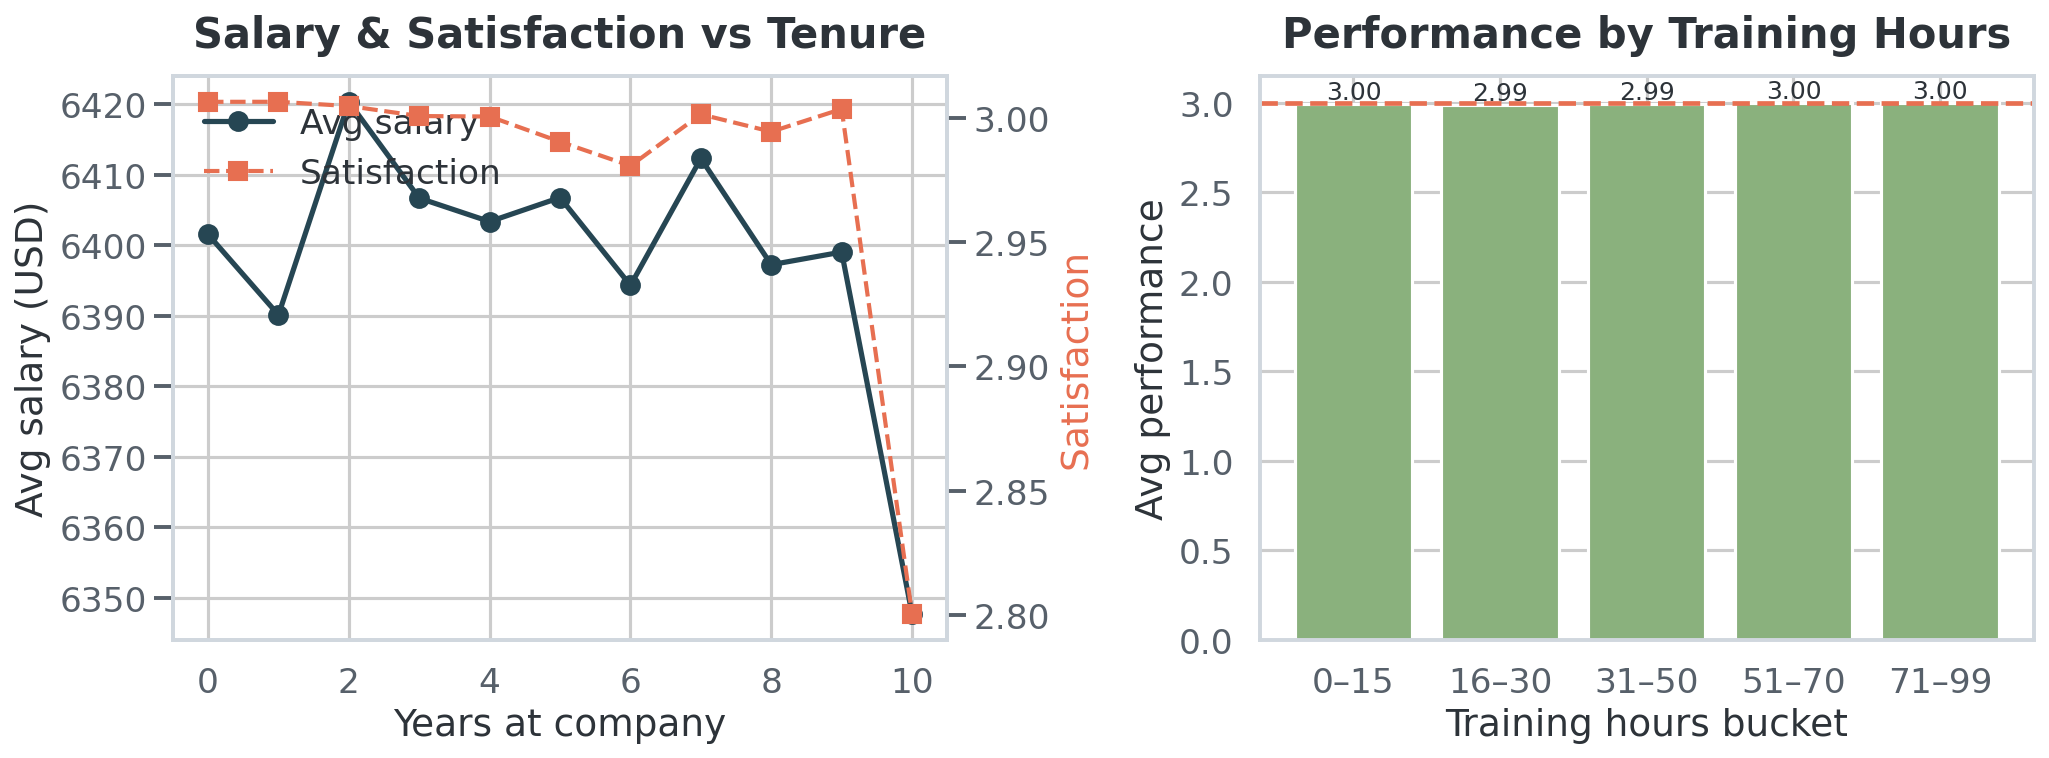 Salary & Satisfaction vs Tenure
Avg salary (USD)
6420
6410
6400
6390
6380
6370
6360
6350
Avg salary
Satisfaction
3.00
2.95
2.90
2.85
2.80
Satisfaction
0 2 4 6 8 10
Years at company
Performance by Training Hours
Avg performance
3.0
2.5
2.0
1.5
1.0
0.5
0.0
3.00 2.99 2.99 3.00 3.00
0–15 16–30 31–50 51–70 71–99
Training hours bucket